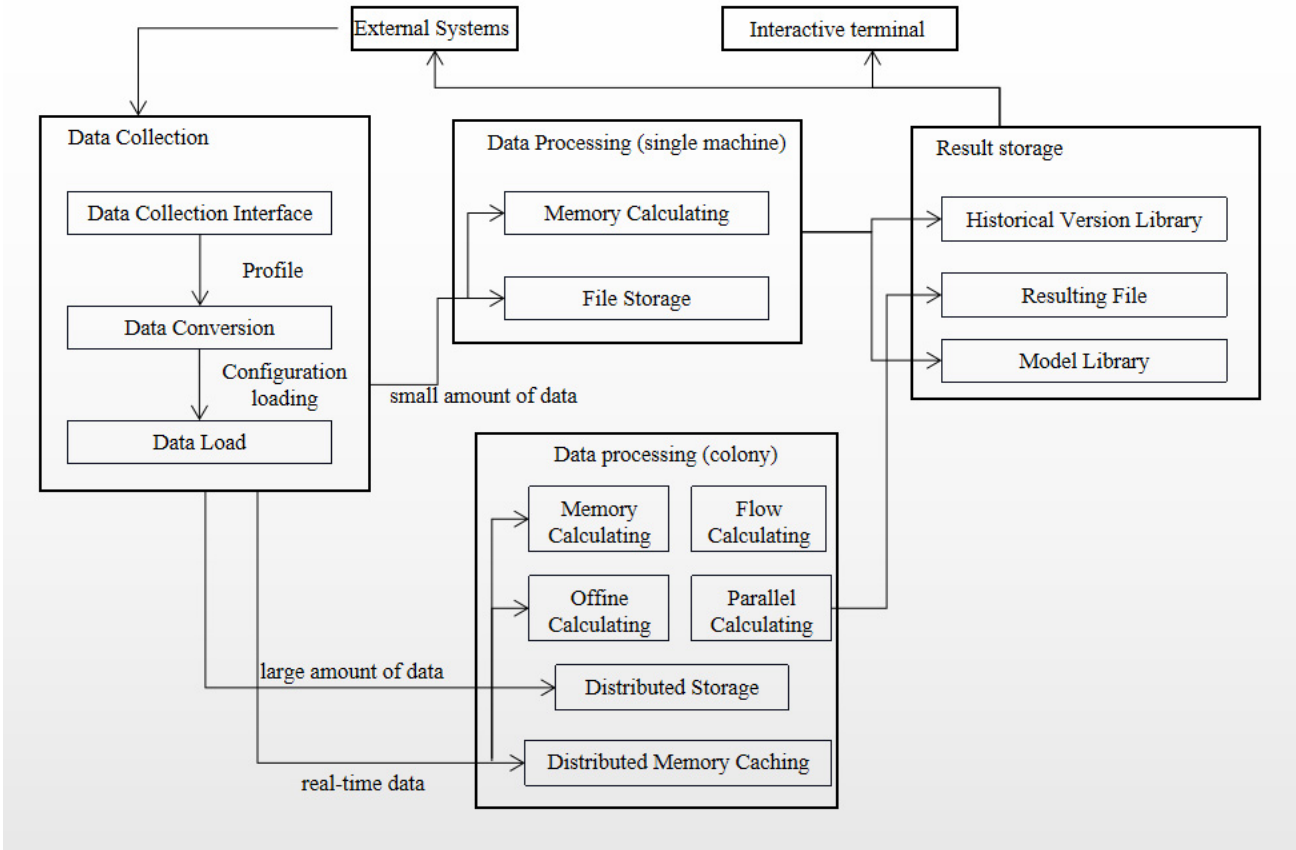 External Systems
Interactive terminal
Data Collection
Data Collection Interface
Profile
Data Conversion
Configuration
loading
Data Load
small amount of data
Data Processing (single machine)
Memory Calculating
File Storage
Result storage
Historical Version Library
Resulting File
Model Library
Data processing (colony)
Memory
Calculating
Flow
Calculating
Offine
Calculating
Parallel
Calculating
large amount of data
Distributed Storage
Distributed Memory Caching
real-time data